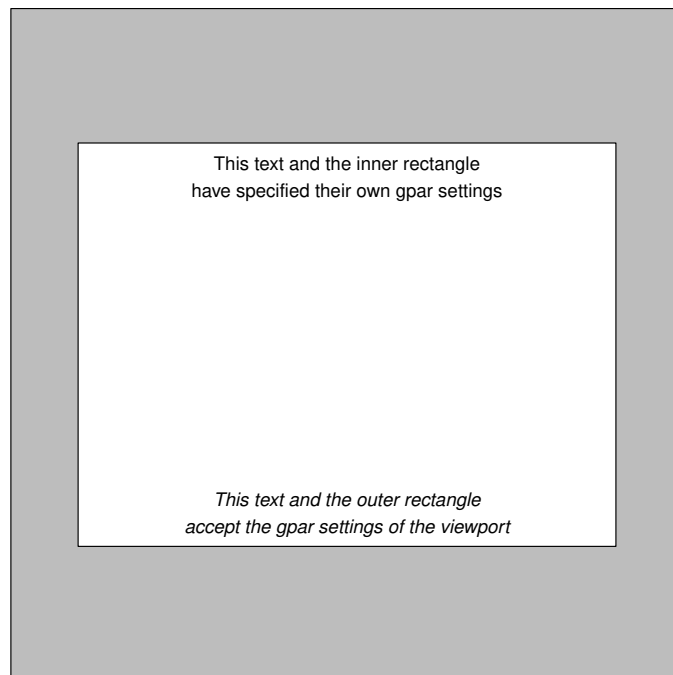 This text and the inner rectangle
have specified their own gpar settings
This text and the outer rectangle
accept the gpar settings of the viewport